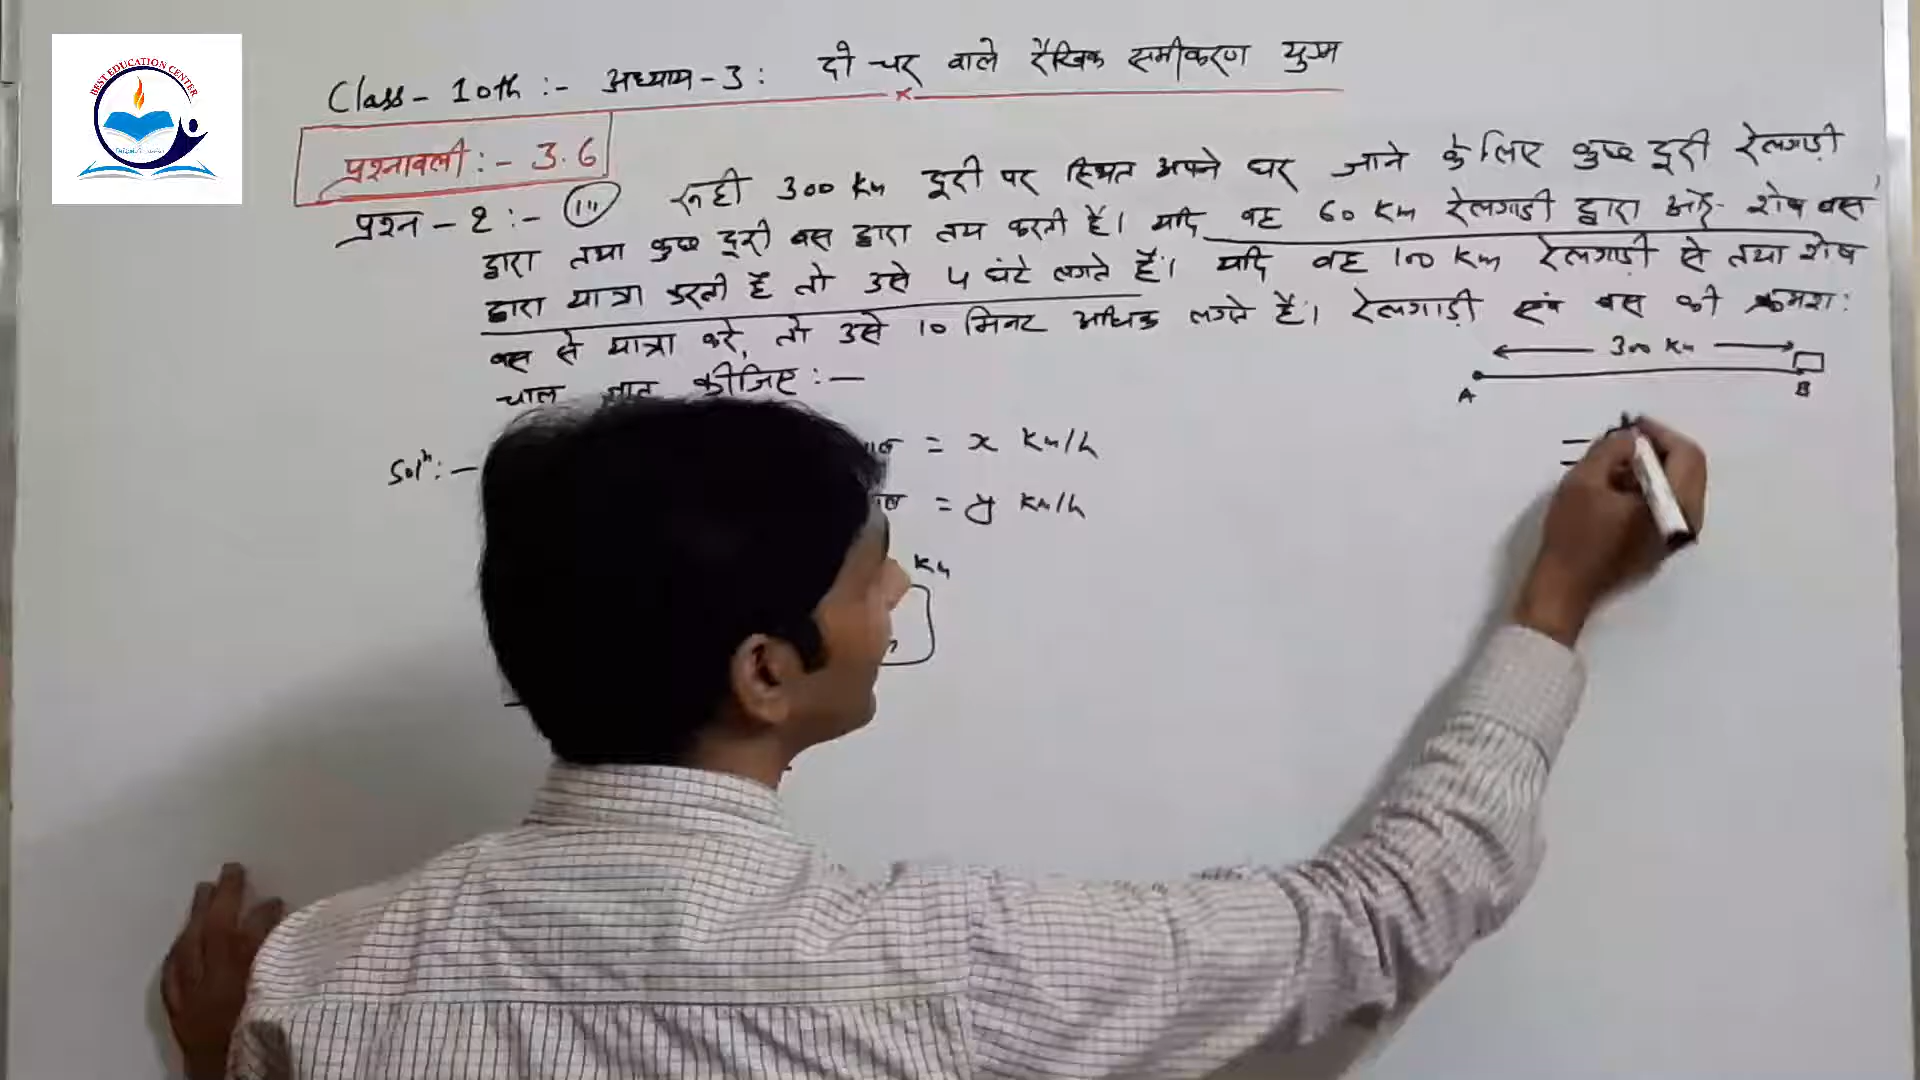 BEST EDUCATION CENTER
Class - 10th :- अध्याय - 3 : दो चर वाले रैखिक समीकरण युग्म
प्रश्नावली :- 3.6
प्रश्न - 2 :- (iii) रूही 300 km दूरी पर स्थित अपने घर जाने के लिए कुछ दूरी रेलगाड़ी
द्वारा तथा कुछ दूरी बस द्वारा तय करती है। यदि वह 60 km रेलगाड़ी द्वारा और शेष बस
द्वारा यात्रा करती है तो उसे 4 घंटे लगते हैं। यदि वह 100 km रेलगाड़ी से तथा शेष
बस से यात्रा करे, तो उसे 10 मिनट अधिक लगते हैं। रेलगाड़ी एवं बस की क्रमशः
चाल ज्ञात कीजिए :-
300 km
A B
Solⁿ :- = x km/h
= y km/h
km
=